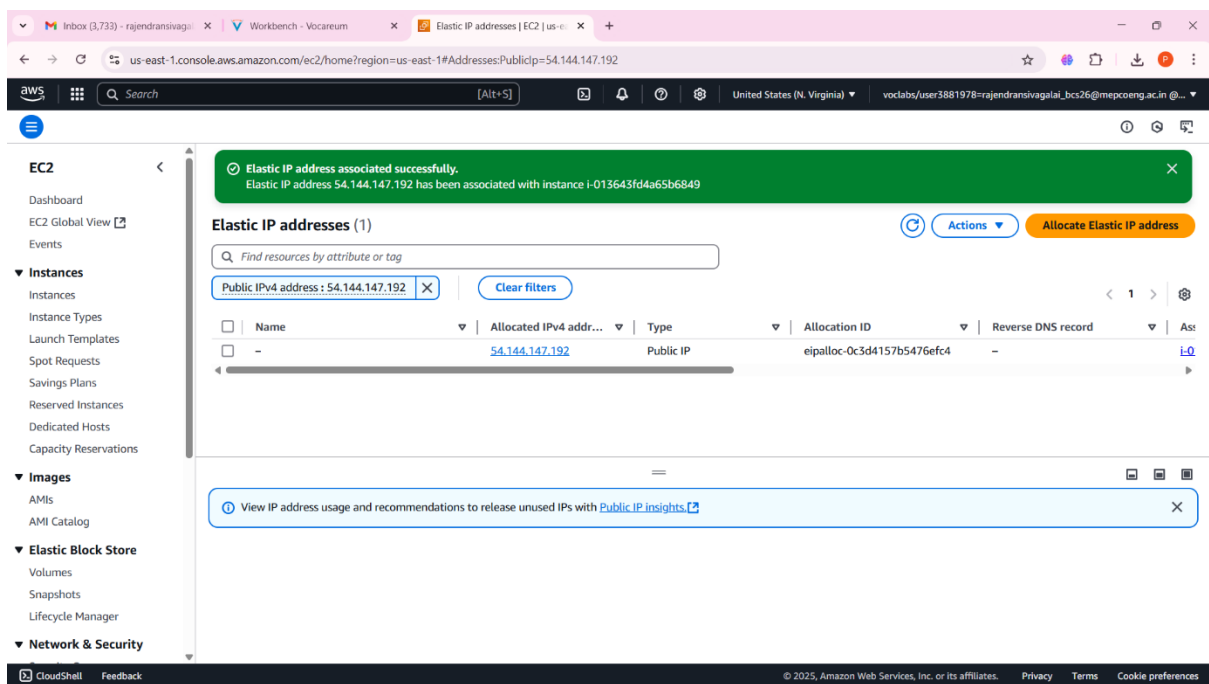 Inbox (3,733) - rajendransivagal
Workbench - Vocareum
Elastic IP addresses | EC2 | us-e
us-east-1.console.aws.amazon.com/ec2/home?region=us-east-1#Addresses:PublicIp=54.144.147.192
P
aws
Search
[Alt+S]
United States (N. Virginia)
voclabs/user3881978=rajendransivagalai_bcs26@mepcoeng.ac.in @...
EC2
Dashboard
EC2 Global View
Events
Instances
Instances
Instance Types
Launch Templates
Spot Requests
Savings Plans
Reserved Instances
Dedicated Hosts
Capacity Reservations
Images
AMIs
AMI Catalog
Elastic Block Store
Volumes
Snapshots
Lifecycle Manager
Network & Security
Elastic IP address associated successfully.
Elastic IP address 54.144.147.192 has been associated with instance i-013643fd4a65b6849
Elastic IP addresses (1)
Actions
Allocate Elastic IP address
Find resources by attribute or tag
Public IPv4 address : 54.144.147.192
Clear filters
1
Name Allocated IPv4 addr... Type Allocation ID Reverse DNS record Ass
– 54.144.147.192 Public IP eipalloc-0c3d4157b5476efc4 – i-0
View IP address usage and recommendations to release unused IPs with Public IP insights.
CloudShell Feedback
© 2025, Amazon Web Services, Inc. or its affiliates. Privacy Terms Cookie preferences